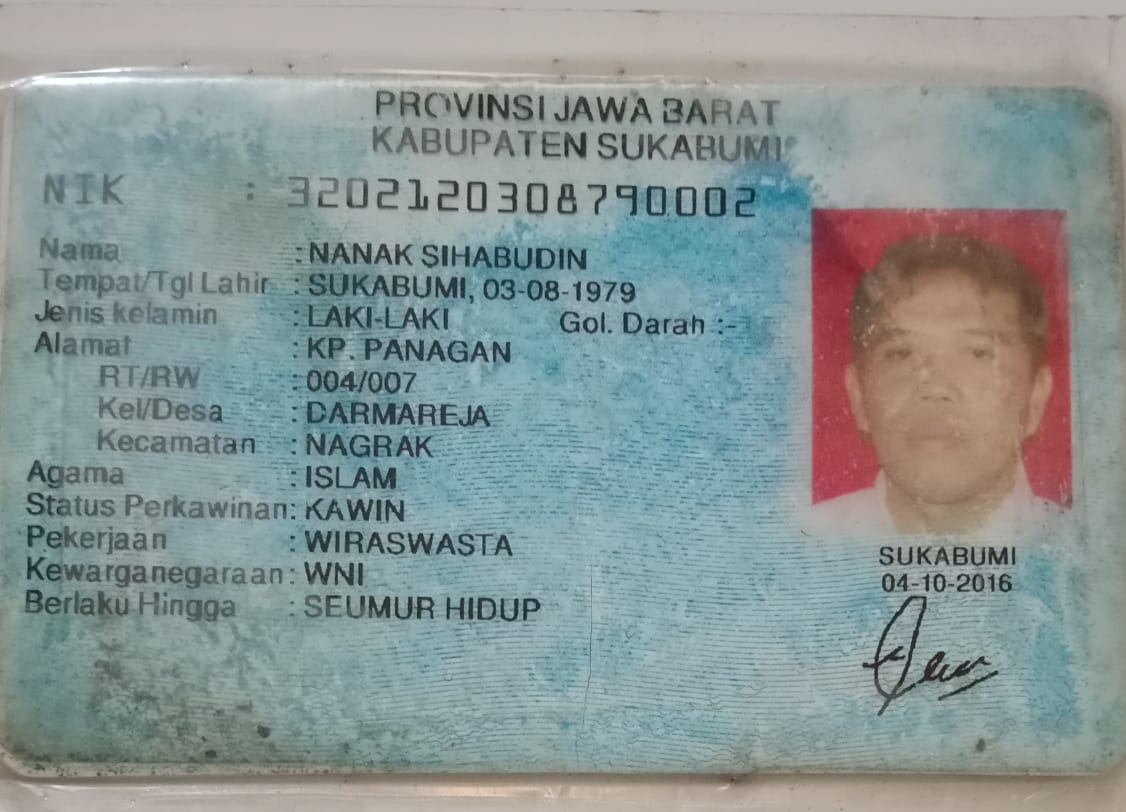 PROVINSI JAWA BARAT
KABUPATEN SUKABUMI
NIK : 3202120308790002
Nama : NANAK SIHABUDIN
Tempat/Tgl Lahir : SUKABUMI, 03-08-1979
Jenis kelamin : LAKI-LAKI Gol. Darah :-
Alamat : KP. PANAGAN
RT/RW : 004/007
Kel/Desa : DARMAREJA
Kecamatan : NAGRAK
Agama : ISLAM
Status Perkawinan: KAWIN
Pekerjaan : WIRASWASTA
Kewarganegaraan: WNI
Berlaku Hingga : SEUMUR HIDUP
SUKABUMI
04-10-2016